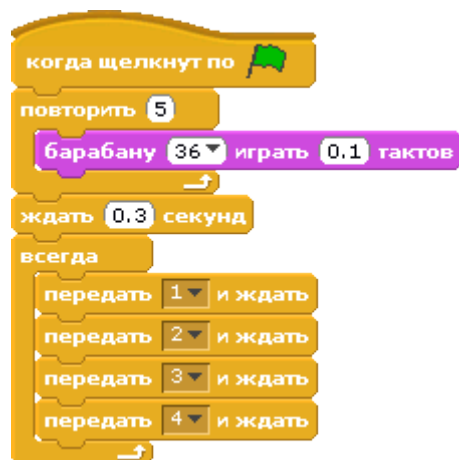 когда щелкнут по
повторить 5
барабану 36 играть 0.1 тактов
ждать 0.3 секунд
всегда
передать 1 и ждать
передать 2 и ждать
передать 3 и ждать
передать 4 и ждать